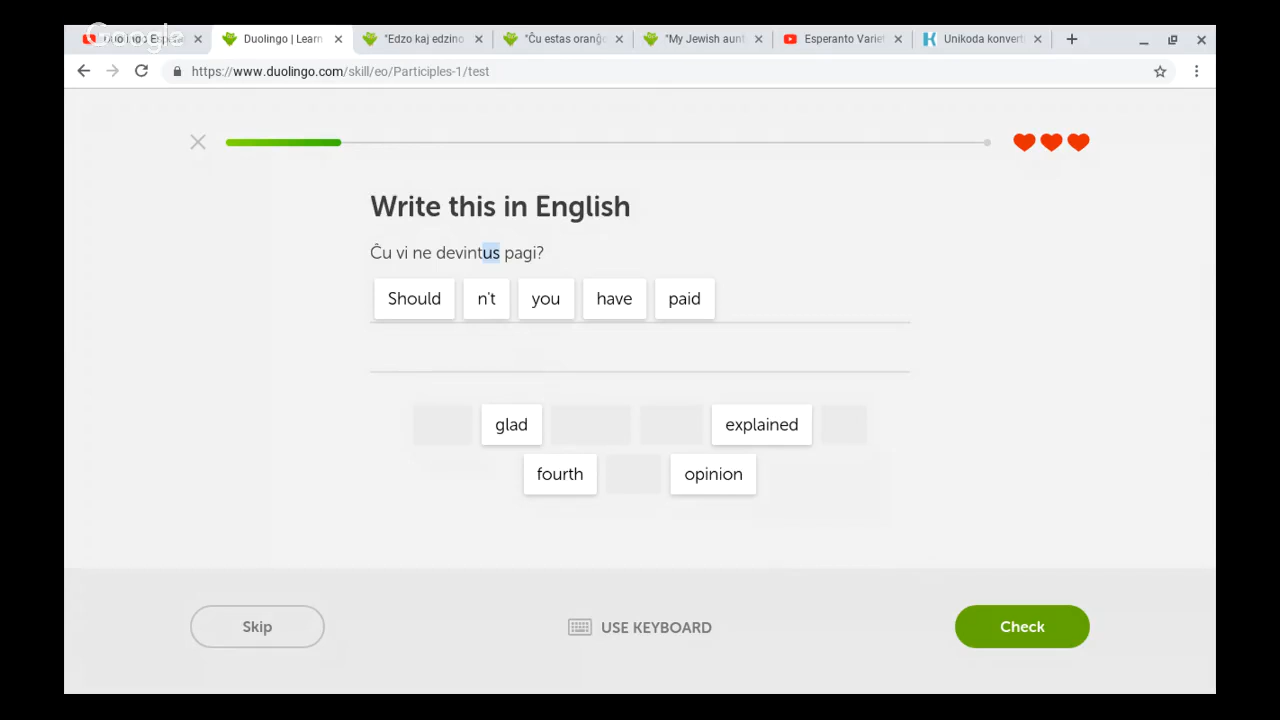 Google
Duolingo | Learn
"Edzo kaj edzino
"Ĉu estas oranĝ
"My Jewish aunt
Esperanto Variet
Unikoda konvert
https://www.duolingo.com/skill/eo/Participles-1/test
Write this in English
Ĉu vi ne devintus pagi?
Should n't you have paid
glad explained
fourth opinion
Skip USE KEYBOARD Check